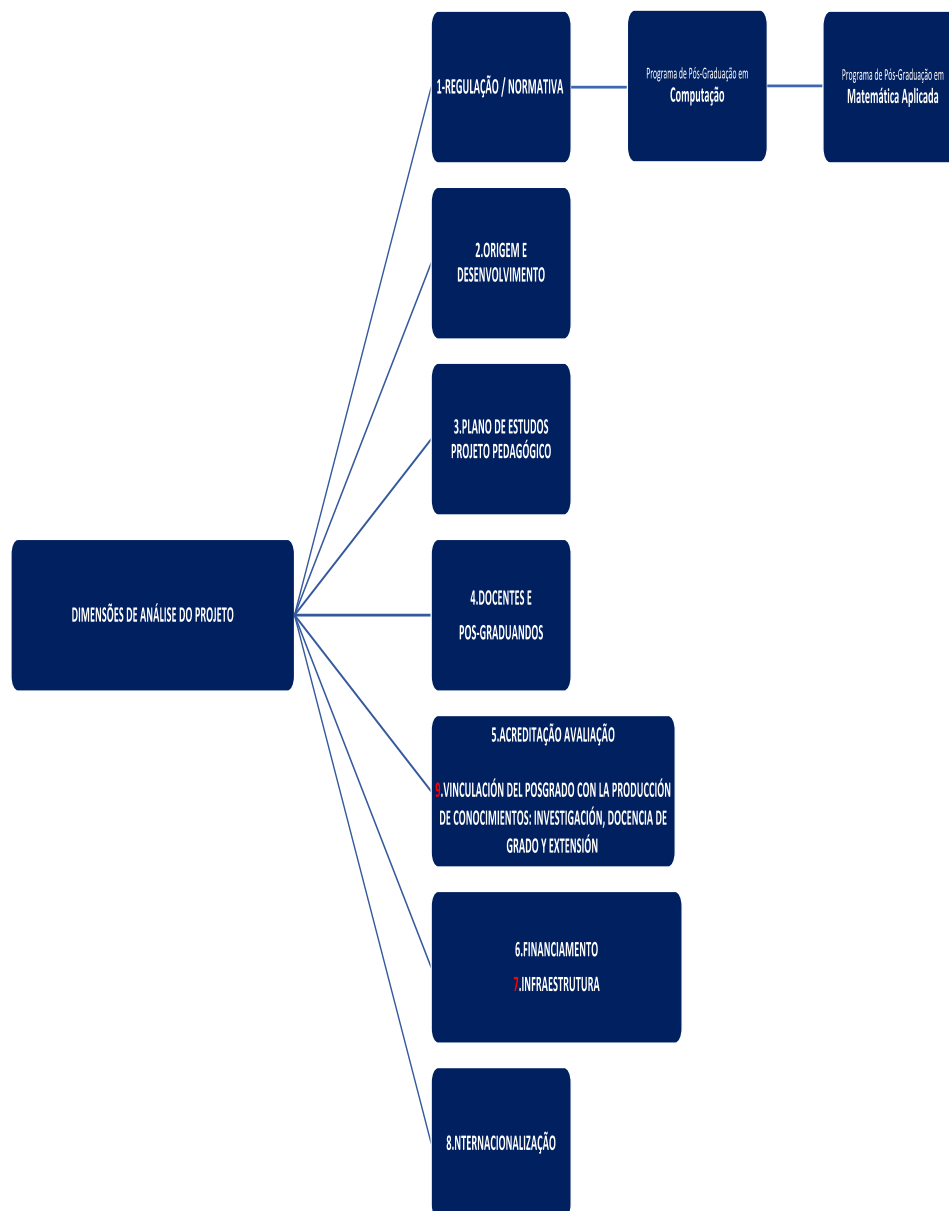 1-REGULAÇÃO / NORMATIVA
Programa de Pós-Graduação em
Computação
Programa de Pós-Graduação em
Matemática Aplicada
2.ORIGEM E
DESENVOLVIMENTO
3.PLANO DE ESTUDOS
PROJETO PEDAGÓGICO
DIMENSÕES DE ANÁLISE DO PROJETO
4.DOCENTES E
POS-GRADUANDOS
5.ACREDITAÇÃO AVALIAÇÃO
9.VINCULACIÓN DEL POSGRADO CON LA PRODUCCIÓN
DE CONOCIMIENTOS: INVESTIGACIÓN, DOCENCIA DE
GRADO Y EXTENSIÓN
6.FINANCIAMENTO
7.INFRAESTRUTURA
8.NTERNACIONALIZAÇÃO